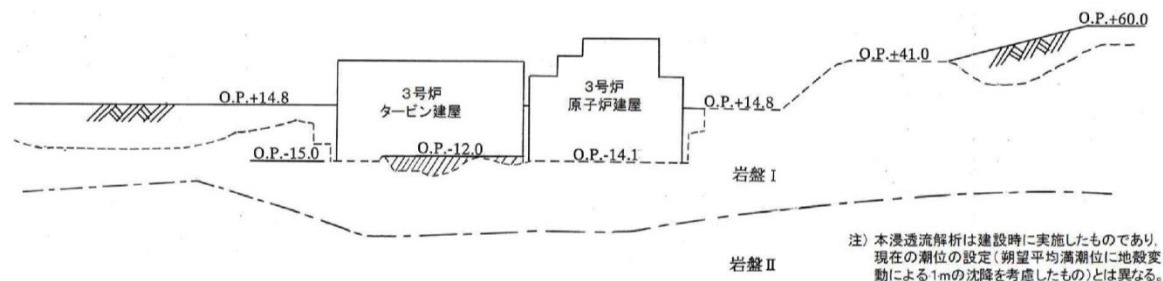 O.P.+60.0
O.P.+41.0
O.P.+14.8
3号炉
タービン建屋
3号炉
原子炉建屋
O.P.+14.8
O.P.-15.0
O.P.-12.0
O.P.-14.1
岩盤Ⅰ
岩盤Ⅱ
注) 本浸透流解析は建設時に実施したものであり,
現在の潮位の設定(朔望平均満潮位に地殻変
動による1mの沈降を考慮したもの)とは異なる。